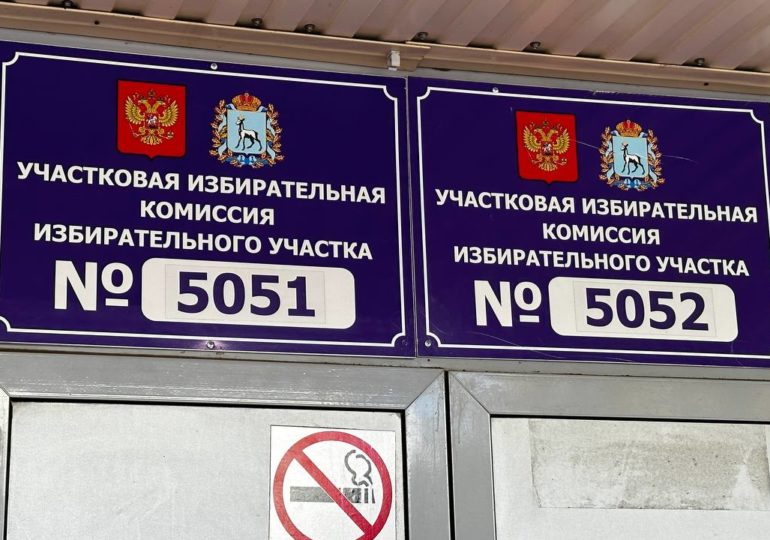 УЧАСТКОВАЯ ИЗБИРАТЕЛЬНАЯ
КОМИССИЯ
ИЗБИРАТЕЛЬНОГО УЧАСТКА
№ 5051
УЧАСТКОВАЯ ИЗБИРАТЕЛЬНАЯ
КОМИССИЯ
ИЗБИРАТЕЛЬНОГО УЧАСТКА
№ 5052